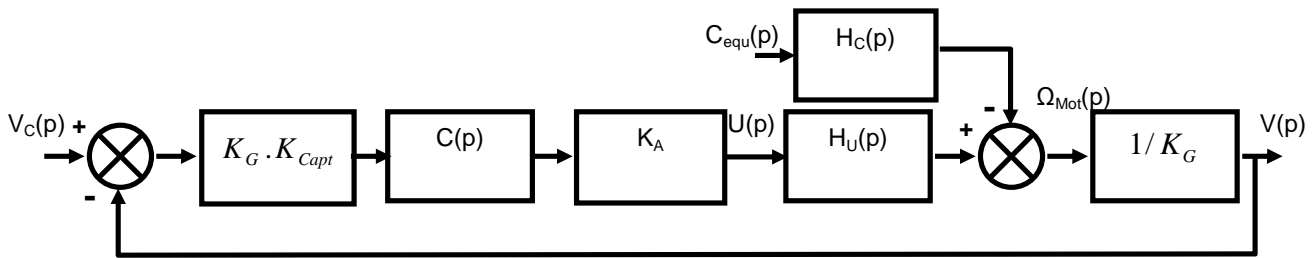 C_equ(p)
H_C(p)
V_C(p)
+
-
K_G . K_Capt
C(p)
K_A
U(p)
H_U(p)
+
-
Ω_Mot(p)
1/ K_G
V(p)